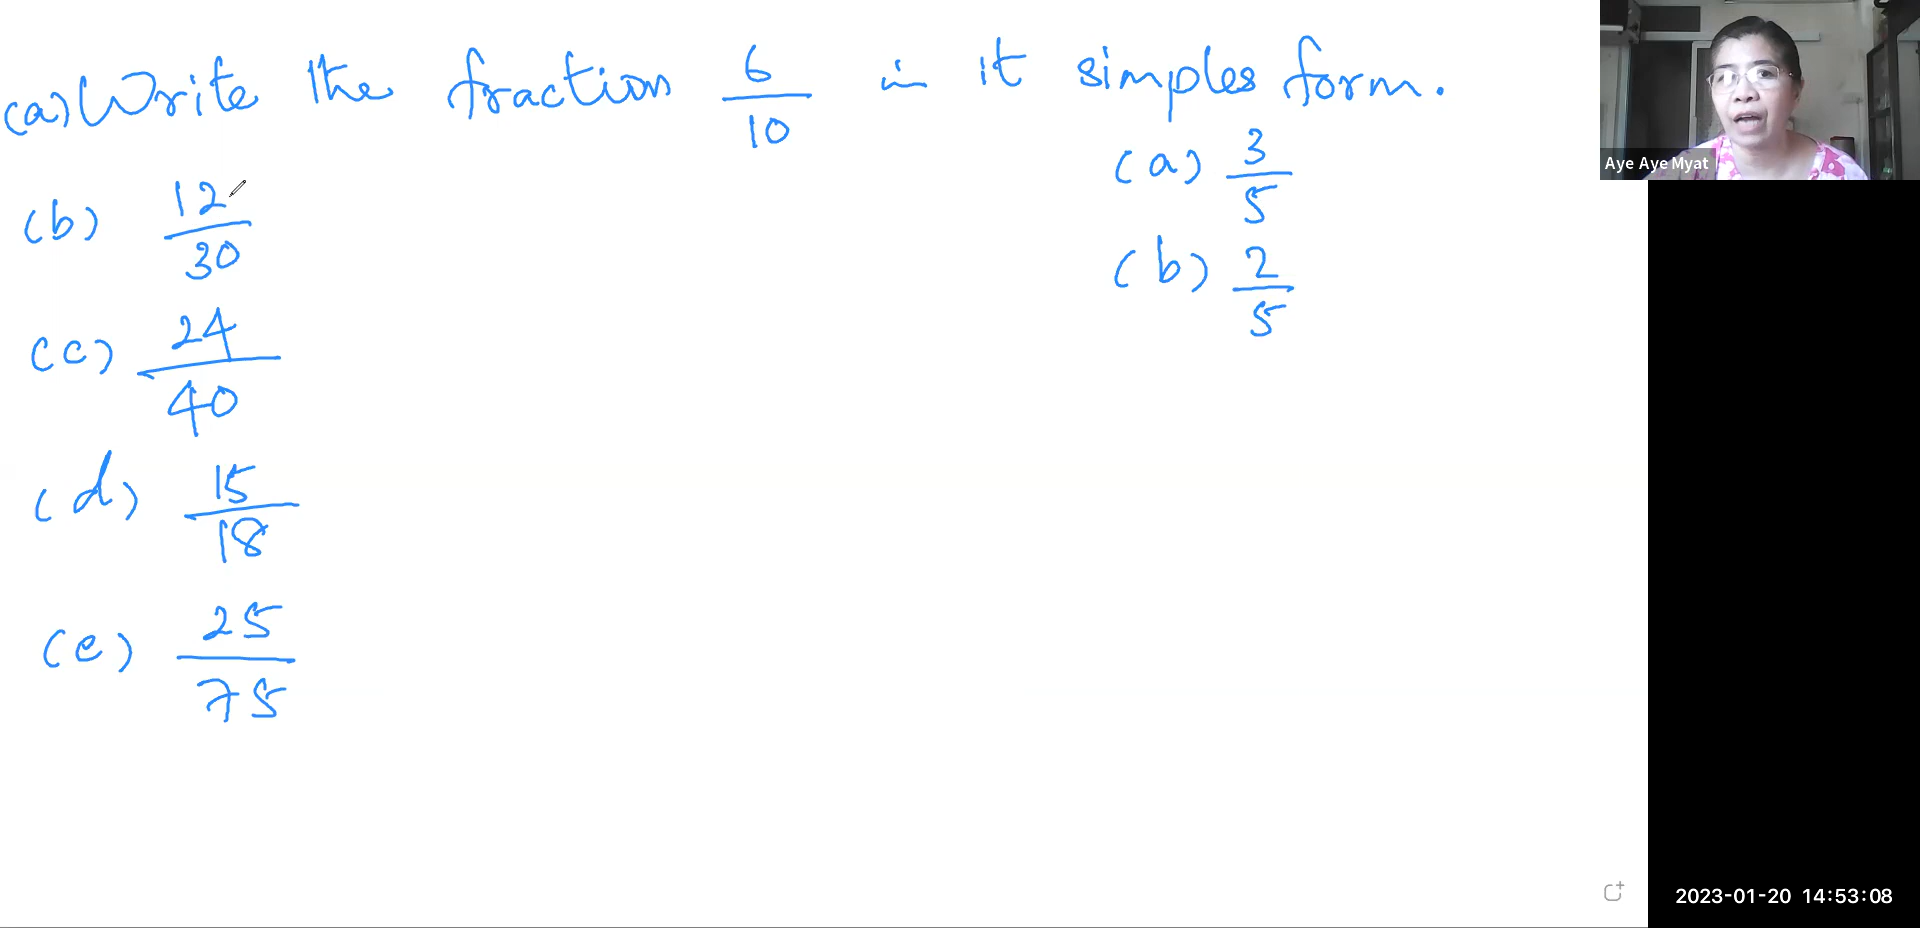 (a) Write the fraction 6/10 in it simples form.
(a) 3/5
(b) 12/30
(b) 2/5
(c) 24/40
(d) 15/18
(e) 25/75
Aye Aye Myat
2023-01-20 14:53:08